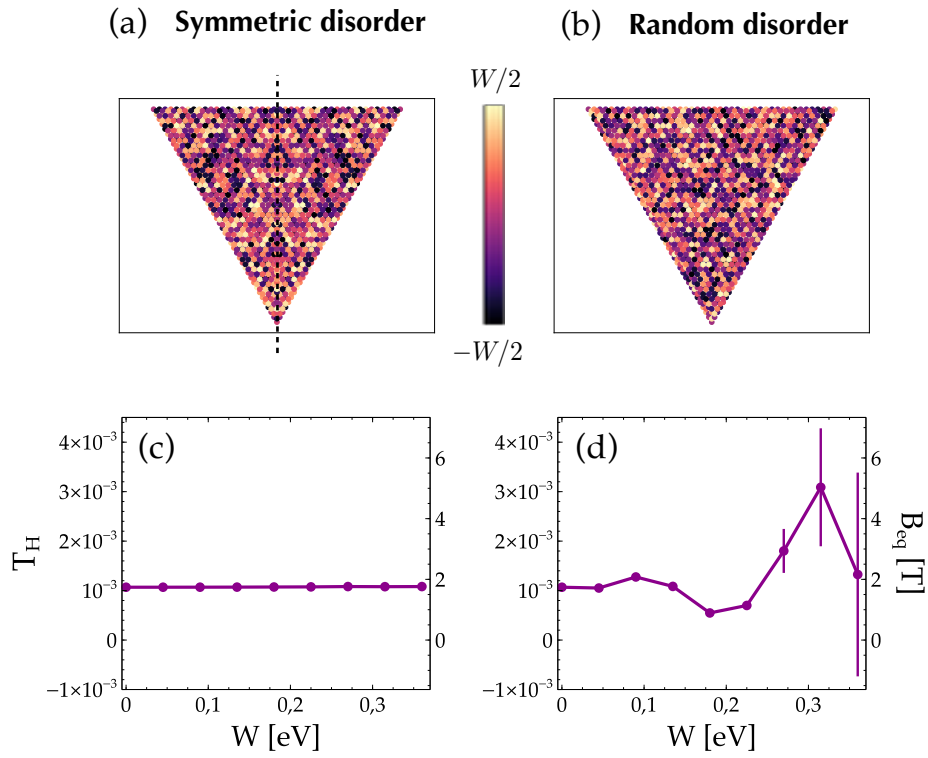 (a) Symmetric disorder
(b) Random disorder
W/2
−W/2
(c)
4×10⁻³
3×10⁻³
2×10⁻³
10⁻³
0
−1×10⁻³
T_H
6
4
2
0
0 0,1 0,2 0,3
W [eV]
(d)
4×10⁻³
3×10⁻³
2×10⁻³
10⁻³
0
−1×10⁻³
6
4
2
0
B_eq [T]
0 0,1 0,2 0,3
W [eV]